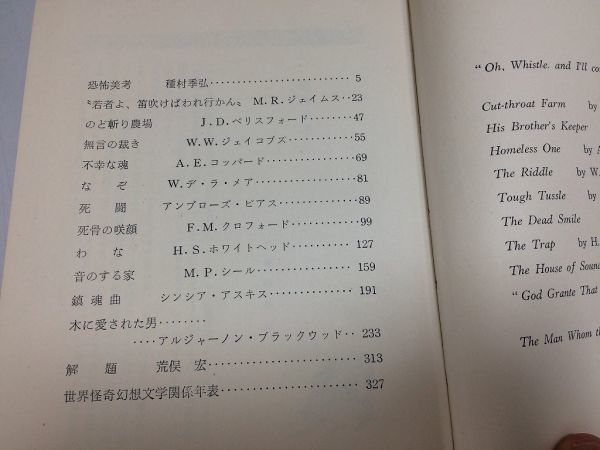 恐怖美考　種村季弘……………………… 5
〝若者よ、笛吹けばわれ行かん〟 M.R.ジェイムス…23
のど斬り農場　J.D.ベリスフォード…………47
無言の裁き　W.W.ジェイコブズ……………55
不幸な魂　A.E.コッパード………………69
なぞ　W.デ・ラ・メア……………………81
死闘　アンブローズ・ビアス………………89
死骨の咲顔　F.M.クロフォード……………99
わな　H.S.ホワイトヘッド………………127
音のする家　M.P.シール…………………159
鎮魂曲　シンシア・アスキス………………191
木に愛された男………
‥‥アルジャーノン・ブラックウッド‥ 233
解題　荒俣 宏……………………………313
世界怪奇幻想文学関係年表…………………327
"Oh, Whistle. and I'll co
Cut-throat Farm by
His Brother's Keeper
Homeless One by
The Riddle by W.
Tough Tussle by
The Dead Smile
The Trap by H.
The House of Sound
"God Grante That
The Man Whom th